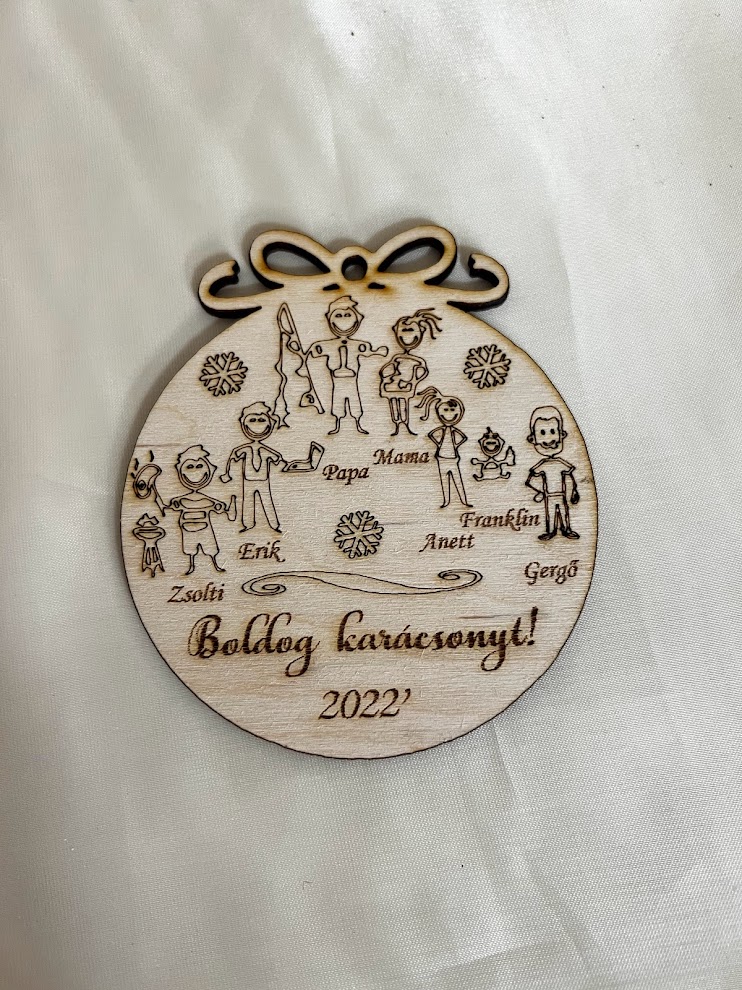 Papa
Mama
Franklin
Erik
Anett
Gergő
Zsolti
Boldog karácsonyt!
2022'